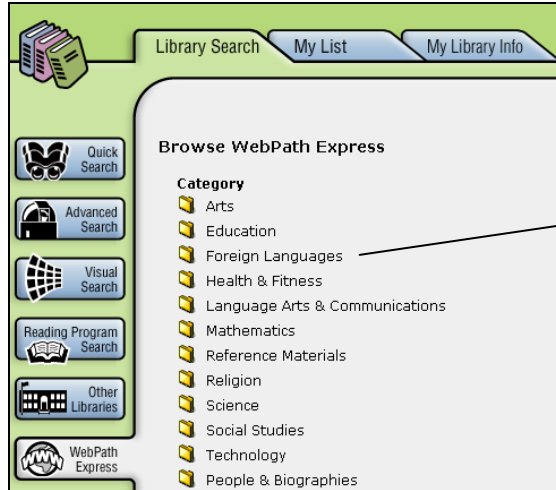 Library Search
My List
My Library Info
Quick
Search
Advanced
Search
Visual
Search
Reading Program
Search
Other
Libraries
WWW
WebPath
Express
Browse WebPath Express
Category
Arts
Education
Foreign Languages
Health & Fitness
Language Arts & Communications
Mathematics
Reference Materials
Religion
Science
Social Studies
Technology
People & Biographies